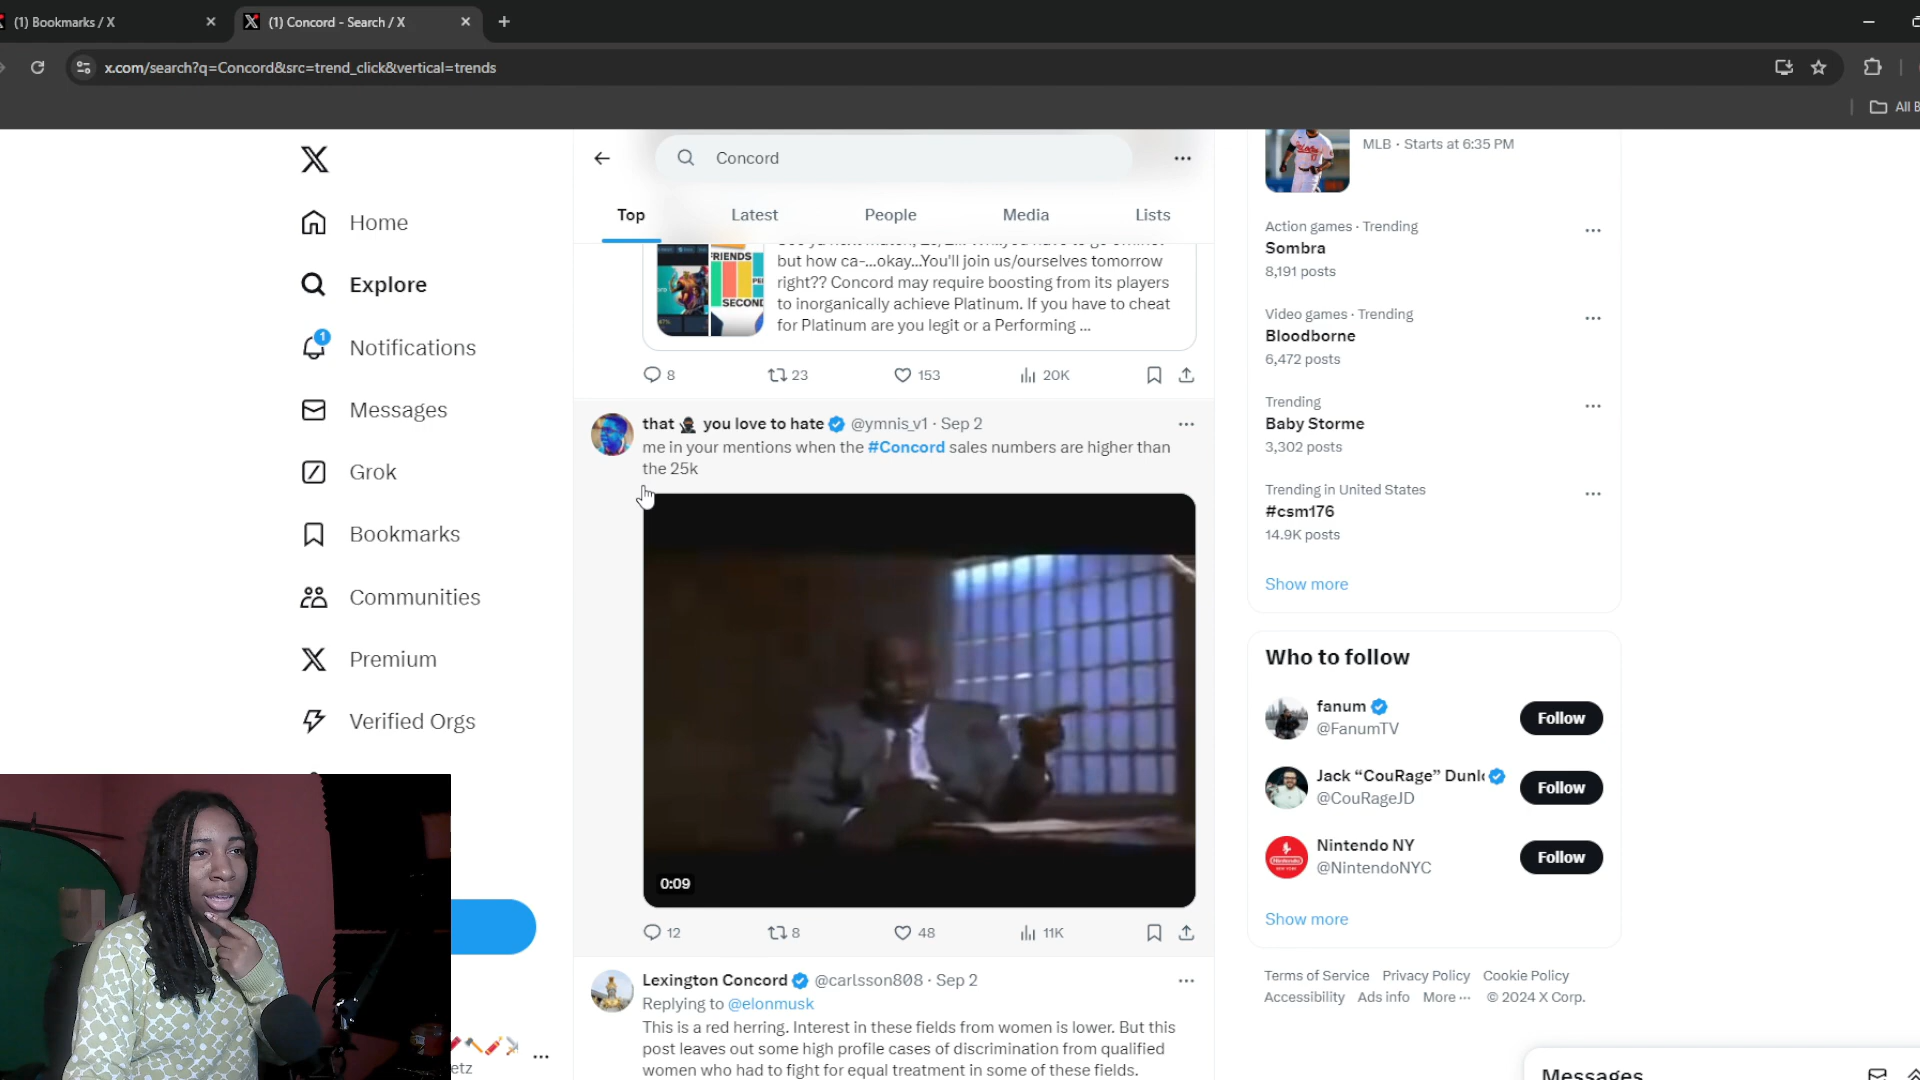 (1) Bookmarks / X
(1) Concord - Search / X
x.com/search?q=Concord&src=trend_click&vertical=trends
All B
Home
Explore
1
Notifications
Messages
Grok
Bookmarks
Communities
Premium
Verified Orgs
etz
Concord
Top
Latest
People
Media
Lists
FRIENDS
PE
SECOND
but how ca-...okay...You'll join us/ourselves tomorrow
right?? Concord may require boosting from its players
to inorganically achieve Platinum. If you have to cheat
for Platinum are you legit or a Performing ...
8
23
153
20K
that 🥷🏿 you love to hate @ymnis_v1 · Sep 2
me in your mentions when the #Concord sales numbers are higher than
the 25k
0:09
12
8
48
11K
Lexington Concord @carlsson808 · Sep 2
Replying to @elonmusk
This is a red herring. Interest in these fields from women is lower. But this
post leaves out some high profile cases of discrimination from qualified
women who had to fight for equal treatment in some of these fields.
MLB · Starts at 6:35 PM
Action games · Trending
Sombra
8,191 posts
Video games · Trending
Bloodborne
6,472 posts
Trending
Baby Storme
3,302 posts
Trending in United States
#csm176
14.9K posts
Show more
Who to follow
fanum
@FanumTV
Follow
Jack “CouRage” Dunl
@CouRageJD
Follow
Nintendo NY
@NintendoNYC
Follow
Show more
Terms of Service Privacy Policy Cookie Policy
Accessibility Ads info More ··· © 2024 X Corp.
Messages